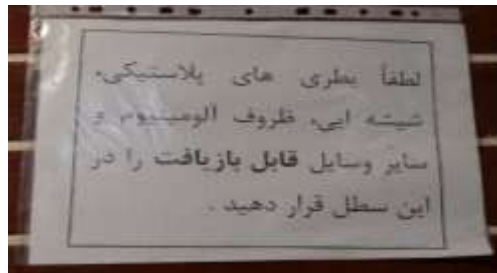 لطفاً بطری های پلاستیکی،
شیشه ایی، ظروف آلومینیوم و
سایر وسایل قابل بازیافت را در
این سطل قرار دهید .